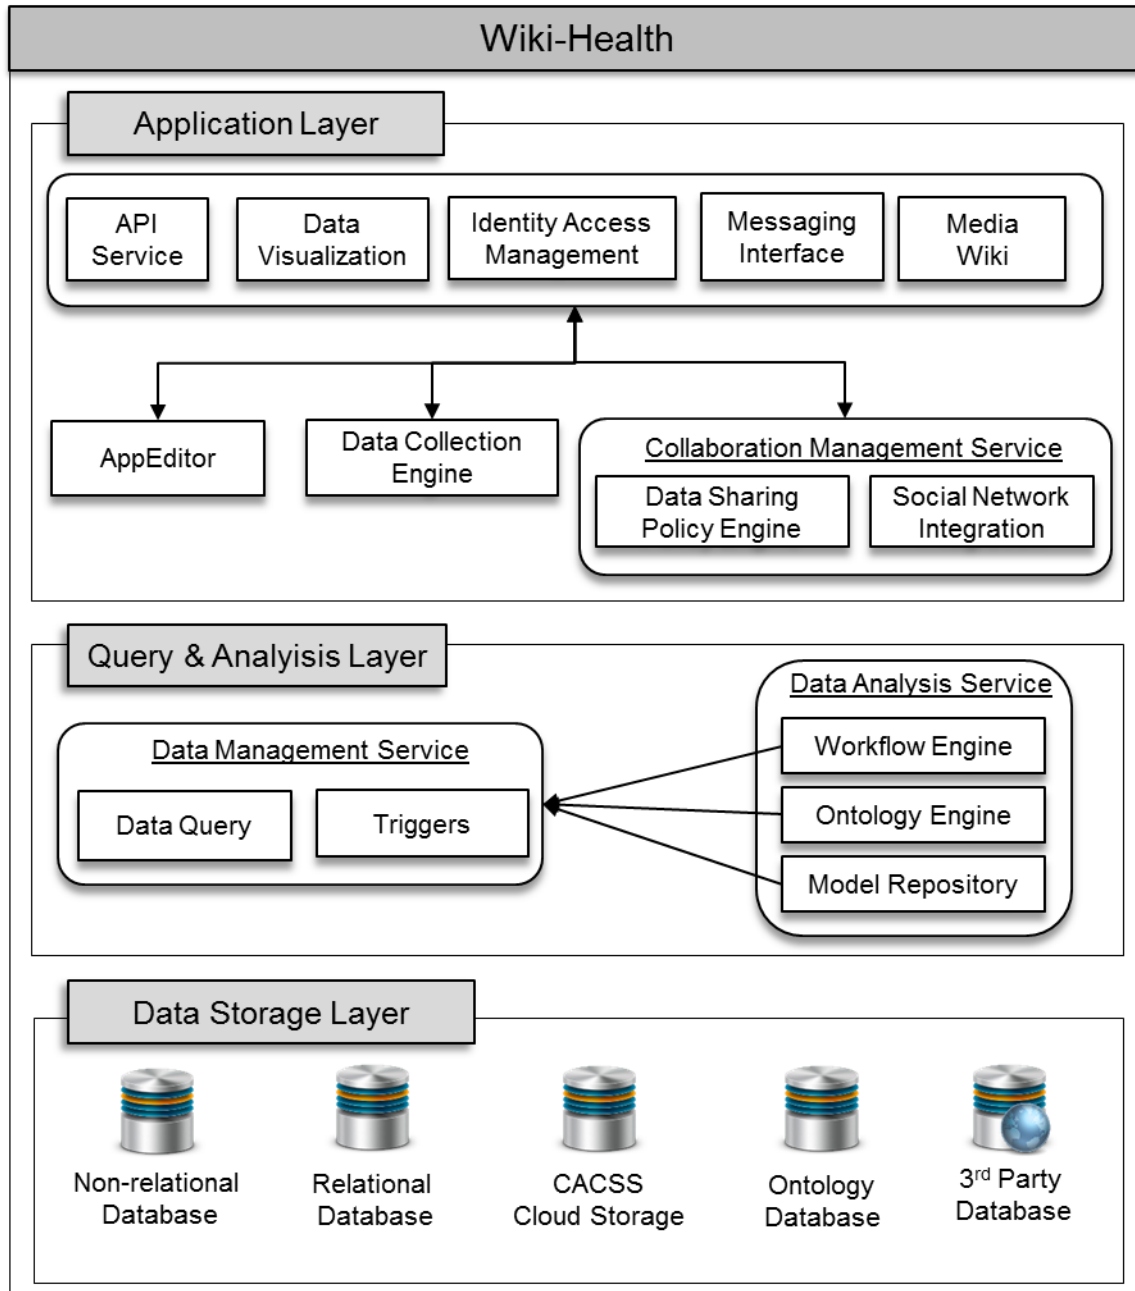 Wiki-Health
Application Layer
API
Service
Data
Visualization
Identity Access
Management
Messaging
Interface
Media
Wiki
AppEditor
Data Collection
Engine
Collaboration Management Service
Data Sharing
Policy Engine
Social Network
Integration
Query & Analyisis Layer
Data Management Service
Data Query
Triggers
Data Analysis Service
Workflow Engine
Ontology Engine
Model Repository
Data Storage Layer
Non-relational
Database
Relational
Database
CACSS
Cloud Storage
Ontology
Database
3rd Party
Database